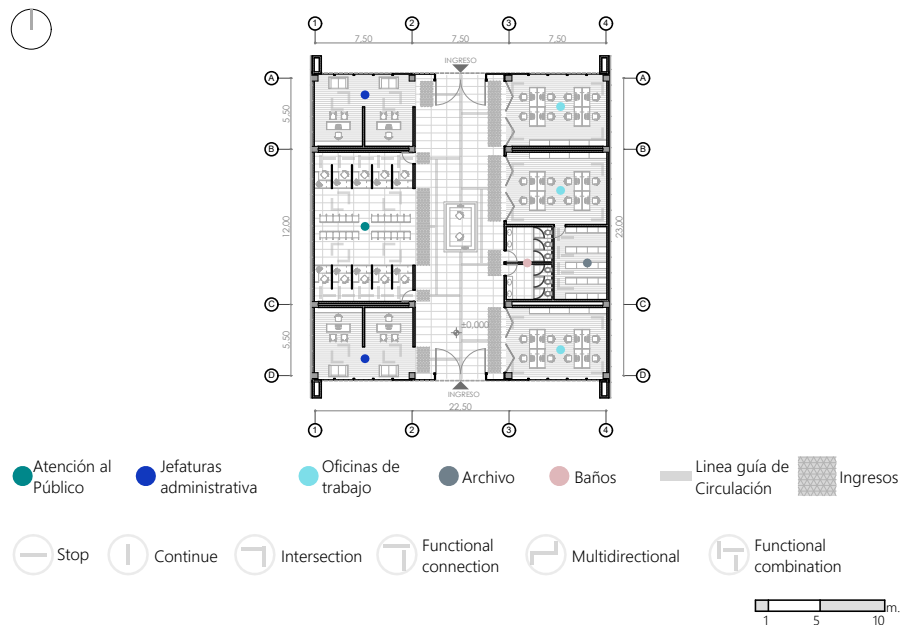 1 2 3 4
7.50 7.50 7.50
INGRESO
A A
5.50
B B
12.00
23.00
C C
±0,000
5.50
D D
INGRESO
22.50
1 2 3 4
Atención al
Público
Jefaturas
administrativa
Oficinas de
trabajo
Archivo
Baños
Linea guía de
Circulación
Ingresos
Stop
Continue
Intersection
Functional
connection
Multidirectional
Functional
combination
m.
1 5 10